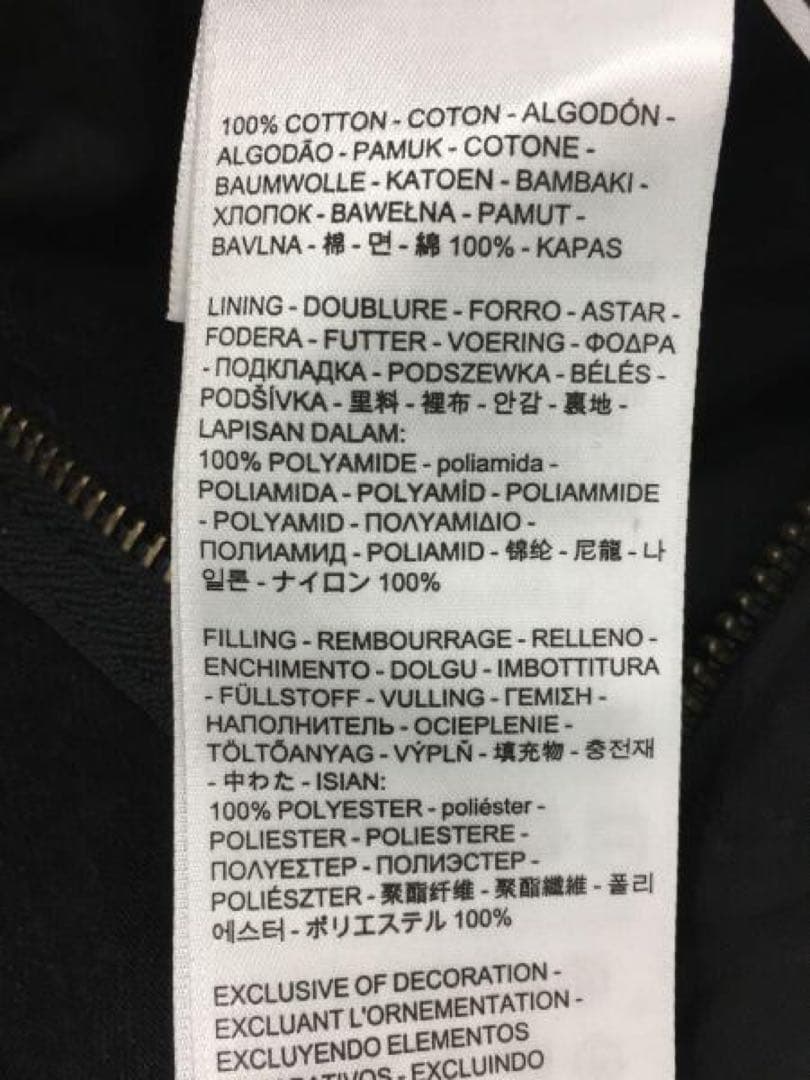 100% COTTON - COTON - ALGODÓN -
ALGODÃO - PAMUK - COTONE -
BAUMWOLLE - KATOEN - BAMBAKI -
ХЛОПОК - BAWEŁNA - PAMUT -
BAVLNA - 棉 - 면 - 綿 100% - KAPAS
LINING - DOUBLURE - FORRO - ASTAR -
FODERA - FUTTER - VOERING - ΦΟΔΡΑ
- ПОДКЛАДКА - PODSZEWKA - BÉLÉS -
PODŠÍVKA - 里料 - 裡布 - 안감 - 裏地 -
LAPISAN DALAM:
100% POLYAMIDE - poliamida -
POLIAMIDA - POLYAMÍD - POLIAMMIDE
- POLYAMID - ΠΟΛΥΑΜΙΔΙΟ -
ПОЛИАМИД - POLIAMID - 锦纶 - 尼龍 - 나
일론 - ナイロン 100%
FILLING - REMBOURRAGE - RELLENO -
ENCHIMENTO - DOLGU - IMBOTTITURA
- FÜLLSTOFF - VULLING - ΓΕΜΙΣΗ -
НАПОЛНИТЕЛЬ - OCIEPLENIE -
TÖLTŐANYAG - VÝPLŇ - 填充物 - 충전재
- 中わた - ISIAN:
100% POLYESTER - poliéster -
POLIESTER - POLIESTERE -
ΠΟΛΥΕΣΤΕΡ - ПОЛИЭСТЕР -
POLIÉSZTER - 聚酯纤维 - 聚酯纖維 - 폴리
에스터 - ポリエステル 100%
EXCLUSIVE OF DECORATION -
EXCLUANT L'ORNEMENTATION -
EXCLUYENDO ELEMENTOS
- EXCLUINDO